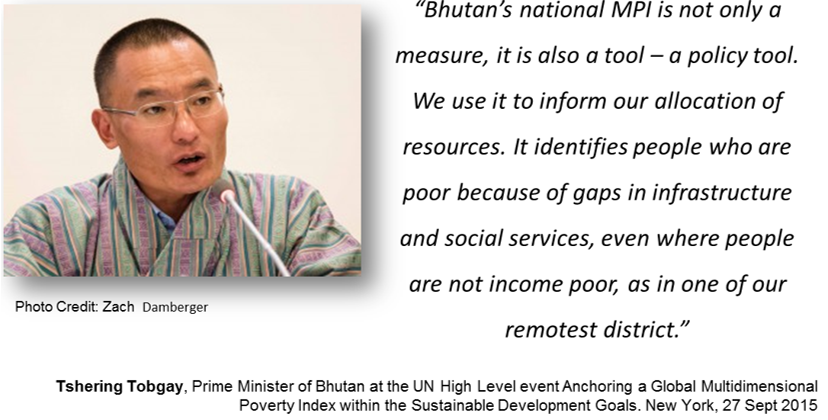 “Bhutan’s national MPI is not only a
measure, it is also a tool – a policy tool.
We use it to inform our allocation of
resources. It identifies people who are
poor because of gaps in infrastructure
and social services, even where people
are not income poor, as in one of our
remotest district.”
Photo Credit: Zach Damberger
Tshering Tobgay, Prime Minister of Bhutan at the UN High Level event Anchoring a Global Multidimensional
Poverty Index within the Sustainable Development Goals. New York, 27 Sept 2015